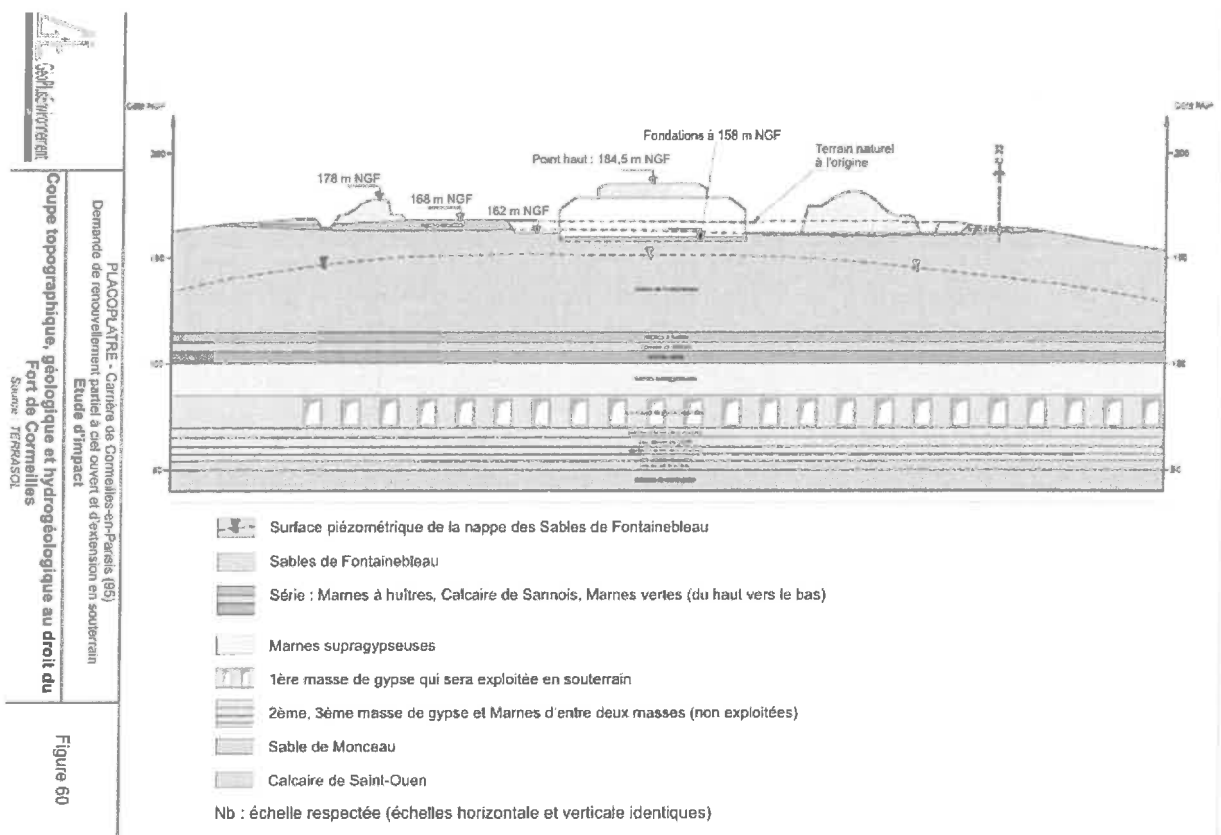 GéoPlusEnvironnement
PLACOPLATRE - Carrière de Cormeilles-en-Parisis (95)
Demande de renouvellement partiel à ciel ouvert et d'extension en souterrain
Etude d'impact
Coupe topographique, géologique et hydrogéologique au droit du
Fort de Cormeilles
Source : TERRASOL
Figure 60
Cote NGF
Cote NGF
200
200
150
100
50
Fondations à 158 m NGF
Point haut : 184,5 m NGF
Terrain naturel
à l'origine
178 m NGF
168 m NGF
162 m NGF
Surface piézométrique de la nappe des Sables de Fontainebleau
Sables de Fontainebleau
Série : Marnes à huîtres, Calcaire de Sannois, Marnes vertes (du haut vers le bas)
Marnes supragypseuses
1ère masse de gypse qui sera exploitée en souterrain
2ème, 3ème masse de gypse et Marnes d'entre deux masses (non exploitées)
Sable de Monceau
Calcaire de Saint-Ouen
Nb : échelle respectée (échelles horizontale et verticale identiques)